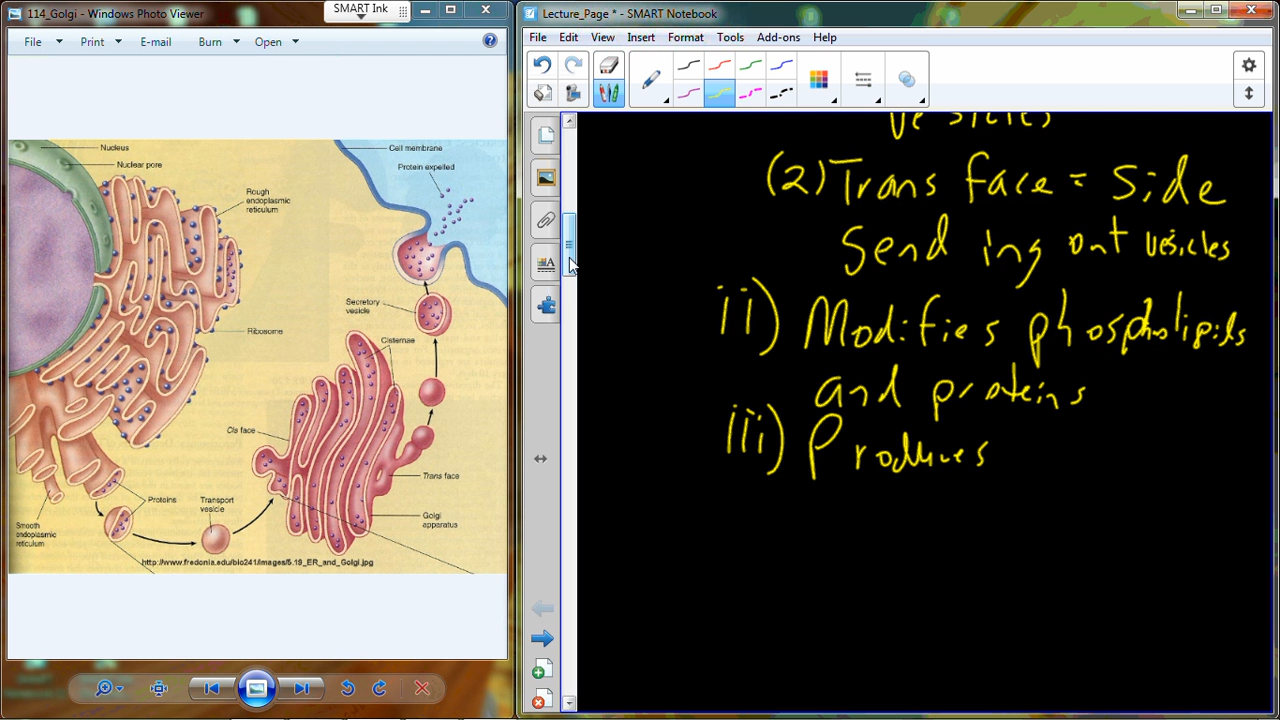 114_Golgi - Windows Photo Viewer
SMART Ink
File Print E-mail Burn Open
Nucleus
Nuclear pore
Rough
endoplasmic
reticulum
Ribosome
Cell membrane
Protein expelled
Secretory
vesicle
Cisternae
Cis face
Trans face
Golgi
apparatus
Proteins
Transport
vesicle
Smooth
endoplasmic
reticulum
http://www.fredonia.edu/bio241/images/5.19_ER_and_Golgi.jpg
Lecture_Page * - SMART Notebook
File Edit View Insert Format Tools Add-ons Help
vesicles
(2) Trans face = side
sending out vesicles
ii) Modifies phospholipids
and proteins
iii) Produces